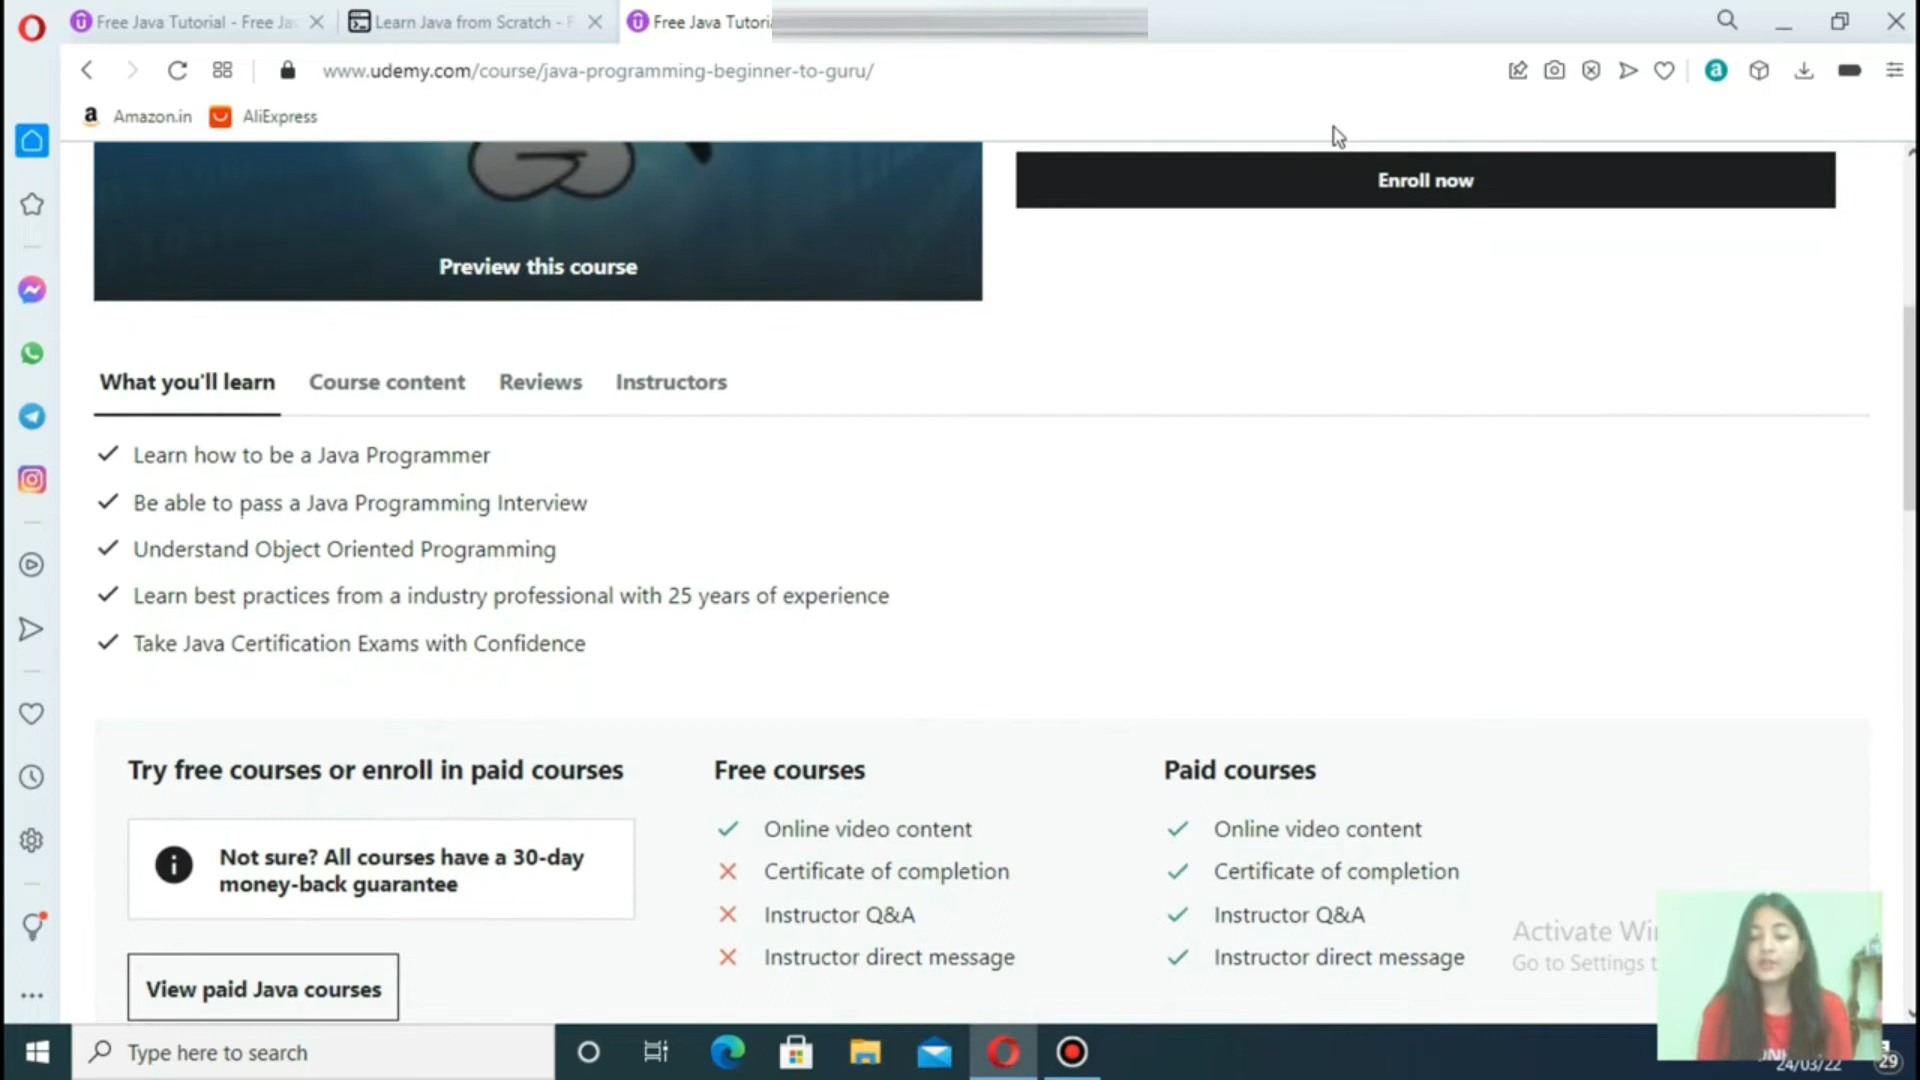 Free Java Tutorial - Free Ja
Learn Java from Scratch - F
Free Java Tutori
www.udemy.com/course/java-programming-beginner-to-guru/
Amazon.in
AliExpress
Enroll now
Preview this course
What you'll learn
Course content
Reviews
Instructors
Learn how to be a Java Programmer
Be able to pass a Java Programming Interview
Understand Object Oriented Programming
Learn best practices from a industry professional with 25 years of experience
Take Java Certification Exams with Confidence
Try free courses or enroll in paid courses
Not sure? All courses have a 30-day
money-back guarantee
View paid Java courses
Free courses
Online video content
Certificate of completion
Instructor Q&A
Instructor direct message
Paid courses
Online video content
Certificate of completion
Instructor Q&A
Instructor direct message
Activate Wi
Go to Settings t
Type here to search
24/03/22
29